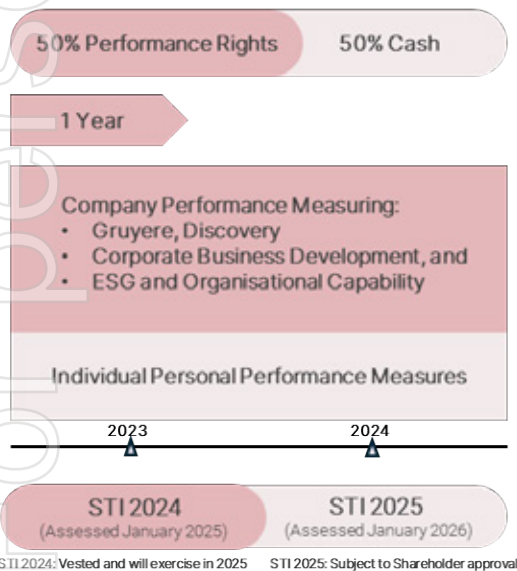 50% Performance Rights 50% Cash
1 Year
Company Performance Measuring:
• Gruyere, Discovery
• Corporate Business Development, and
• ESG and Organisational Capability
Individual Personal Performance Measures
2023 2024
STI 2024 STI 2025
(Assessed January 2025) (Assessed January 2026)
STI 2024: Vested and will exercise in 2025 STI 2025: Subject to Shareholder approval
or pers